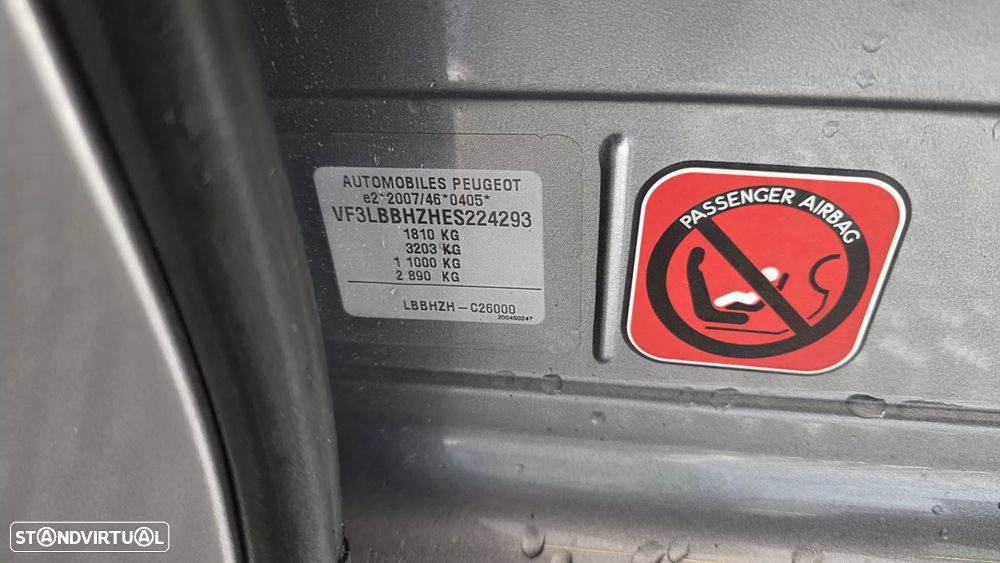 AUTOMOBILES PEUGEOT
e2*2007/46*0405*
VF3LBBHZHES224293
1810 KG
3203 KG
1 1000 KG
2 890 KG
LBBHZH-C26000
200450247
PASSENGER AIRBAG
STANDVIRTUAL